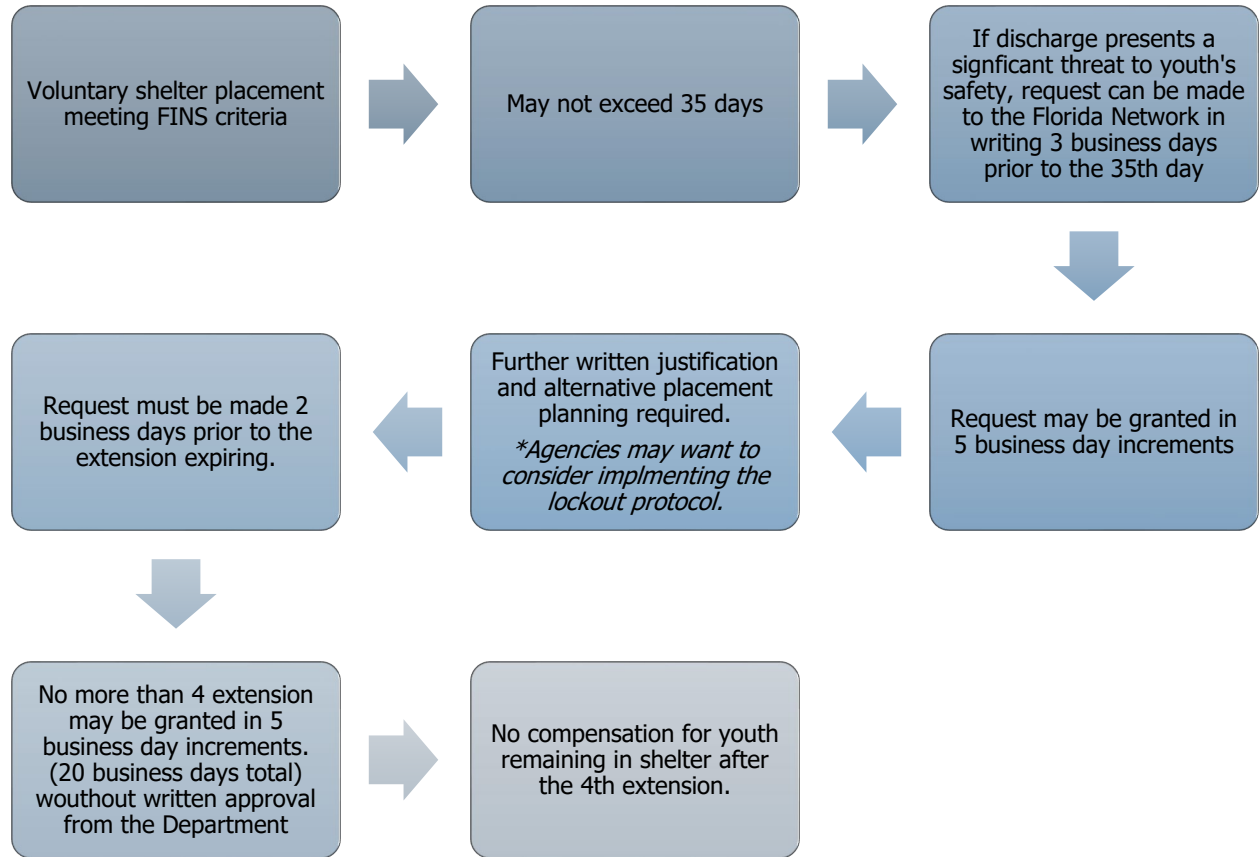 Voluntary shelter placement
meeting FINS criteria
May not exceed 35 days
If discharge presents a
signficant threat to youth's
safety, request can be made
to the Florida Network in
writing 3 business days
prior to the 35th day
Request may be granted in
5 business day increments
Further written justification
and alternative placement
planning required.
*Agencies may want to
consider implmenting the
lockout protocol.
Request must be made 2
business days prior to the
extension expiring.
No more than 4 extension
may be granted in 5
business day increments.
(20 business days total)
wouthout written approval
from the Department
No compensation for youth
remaining in shelter after
the 4th extension.